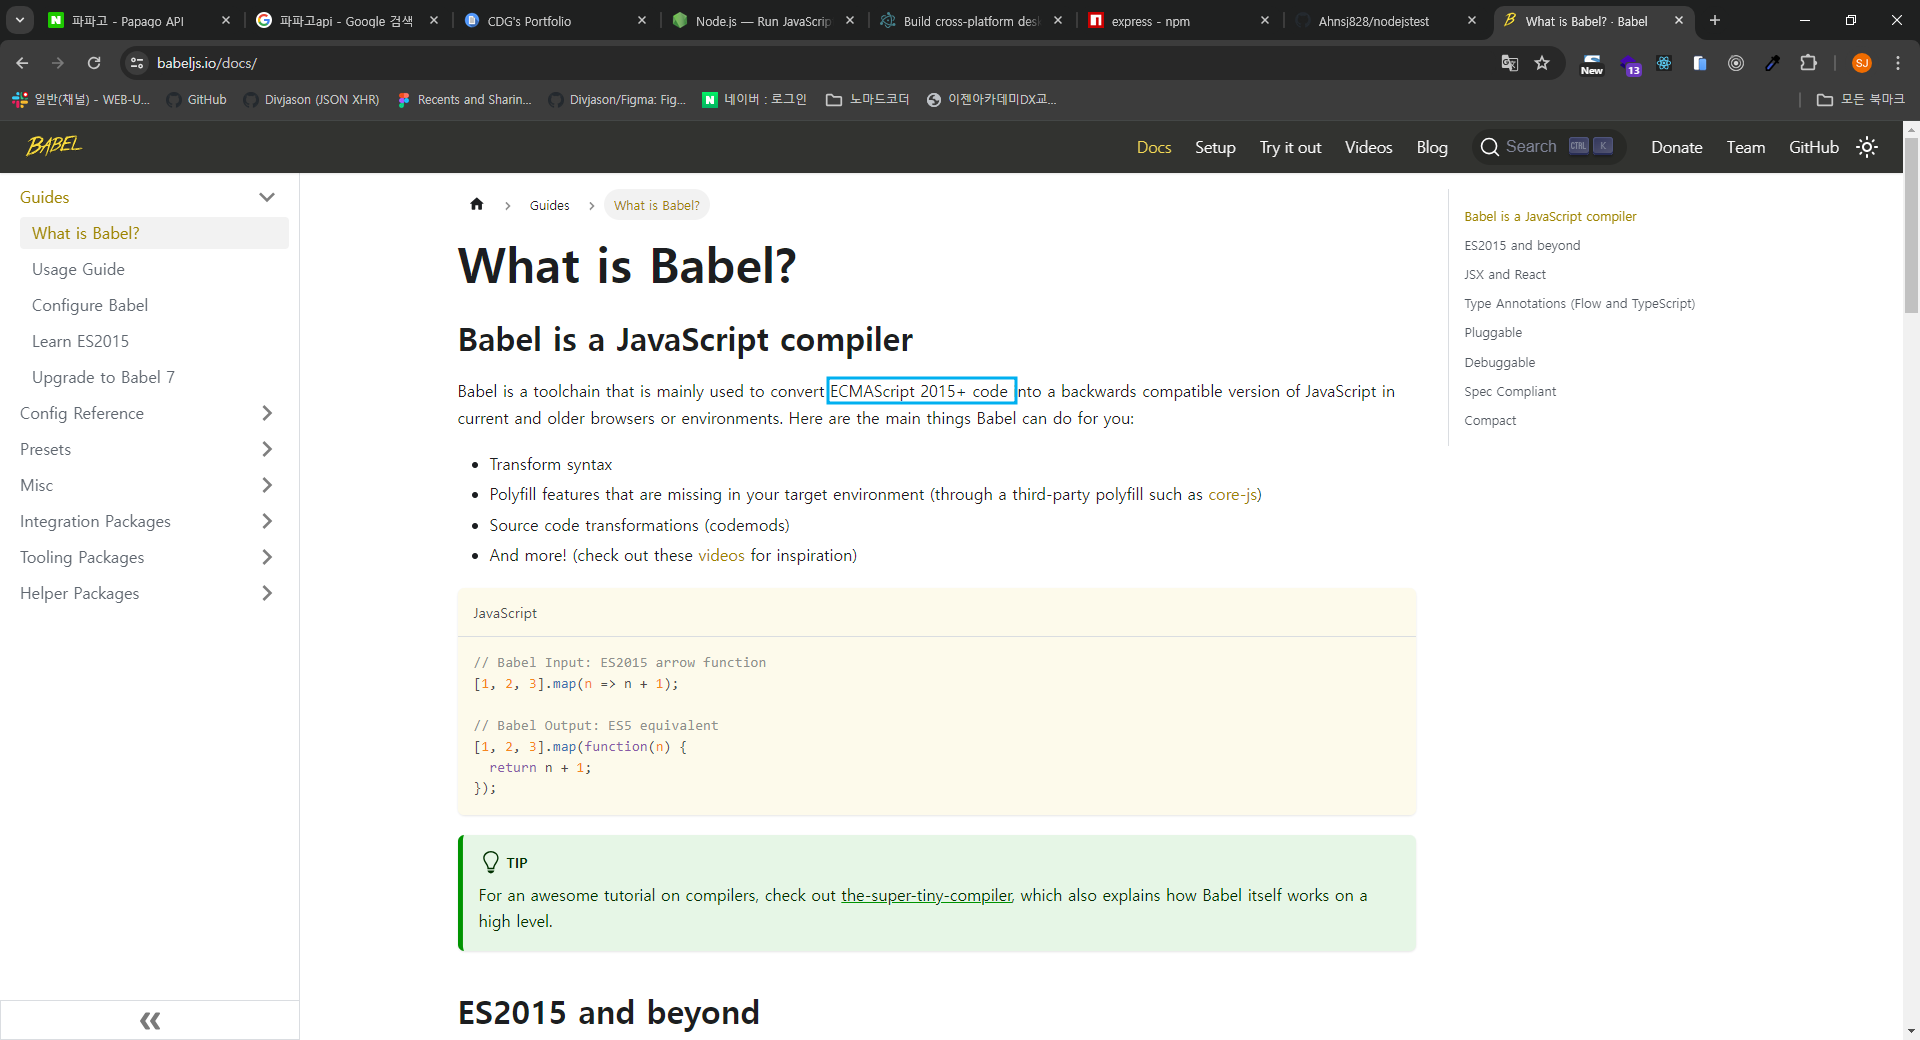 파파고 - Papago API
파파고api - Google 검색
CDG's Portfolio
Node.js — Run JavaScrip
Build cross-platform des
express - npm
Ahnsj828/nodejstest
What is Babel? · Babel
babeljs.io/docs/
New
13
SJ
일반(채널) - WEB-U...
GitHub
Divjason (JSON XHR)
Recents and Sharin...
Divjason/Figma: Fig...
네이버 : 로그인
노마드코더
이젠아카데미DX교...
모든 북마크
BABEL
Docs
Setup
Try it out
Videos
Blog
Search CTRL K
Donate
Team
GitHub
Guides
What is Babel?
Usage Guide
Configure Babel
Learn ES2015
Upgrade to Babel 7
Config Reference
Presets
Misc
Integration Packages
Tooling Packages
Helper Packages
Guides
What is Babel?
What is Babel?
Babel is a JavaScript compiler
Babel is a toolchain that is mainly used to convert ECMAScript 2015+ code into a backwards compatible version of JavaScript in
current and older browsers or environments. Here are the main things Babel can do for you:
• Transform syntax
• Polyfill features that are missing in your target environment (through a third-party polyfill such as core-js)
• Source code transformations (codemods)
• And more! (check out these videos for inspiration)
JavaScript
// Babel Input: ES2015 arrow function
[1, 2, 3].map(n => n + 1);
// Babel Output: ES5 equivalent
[1, 2, 3].map(function(n) {
return n + 1;
});
TIP
For an awesome tutorial on compilers, check out the-super-tiny-compiler, which also explains how Babel itself works on a
high level.
ES2015 and beyond
Babel is a JavaScript compiler
ES2015 and beyond
JSX and React
Type Annotations (Flow and TypeScript)
Pluggable
Debuggable
Spec Compliant
Compact